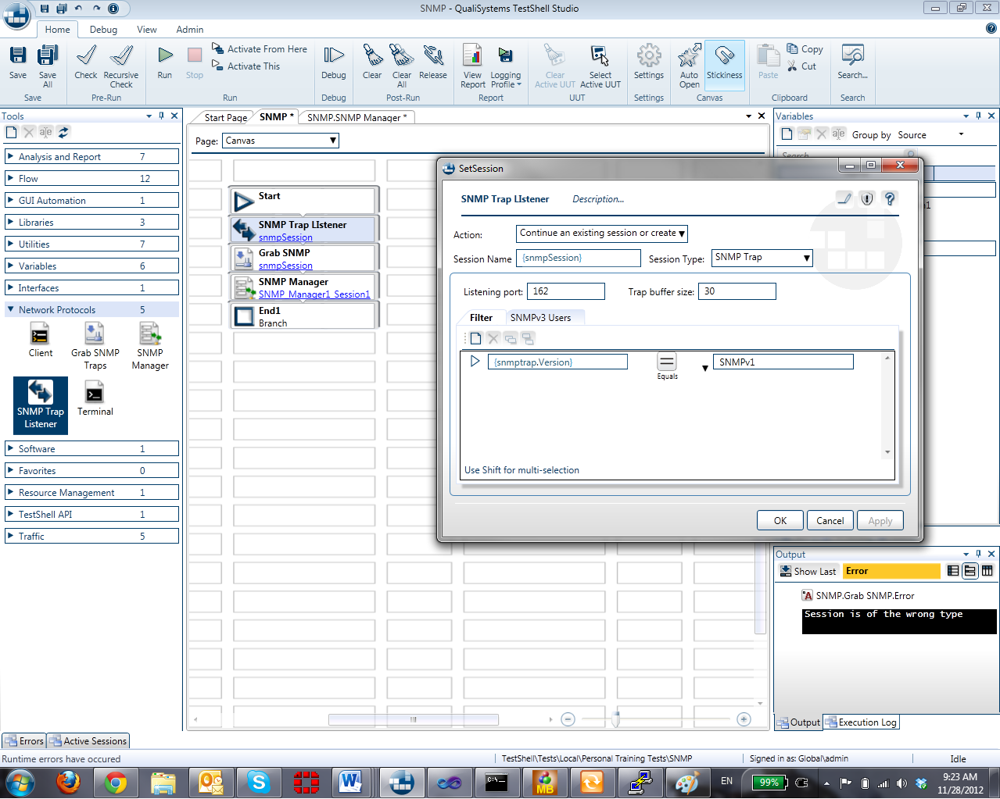 SNMP - QualiSystems TestShell Studio
Home Debug View Admin
Save
Save All
Check
Recursive Check
Run
Stop
Activate From Here
Activate This
Debug
Clear
Clear All
Release
View Report
Logging Profile
Clear Active UUT
Select Active UUT
Settings
Auto Open
Stickiness
Paste
Copy
Cut
Search...
Save Pre-Run Run Debug Post-Run Report UUT Settings Canvas Clipboard Search
Tools
Analysis and Report 7
Flow 12
GUI Automation 1
Libraries 3
Utilities 7
Variables 6
Interfaces 1
Network Protocols 5
Client
Grab SNMP Traps
SNMP Manager
SNMP Trap Listener
Terminal
Software 1
Favorites 0
Resource Management 1
TestShell API 1
Traffic 5
Start Page SNMP * SNMP.SNMP Manager *
Page: Canvas
Start
SNMP Trap LIstener
snmpSession
Grab SNMP
snmpSession
SNMP Manager
SNMP_Manager1_Session1
End1
Branch
Variables
Group by Source
Search
SetSession
SNMP Trap LIstener Description...
Action: Continue an existing session or create
Session Name {snmpSession} Session Type: SNMP Trap
Listening port: 162 Trap buffer size: 30
Filter SNMPv3 Users
{snmptrap.Version} Equals SNMPv1
Use Shift for multi-selection
OK Cancel Apply
Output
Show Last Error
SNMP.Grab SNMP.Error
Session is of the wrong type
Output Execution Log
Errors Active Sessions
Runtime errors have occured
TestShell\Tests\Local\Personal Training Tests\SNMP
Signed in as: Global\admin
Idle
EN
99%
9:23 AM
11/28/2012